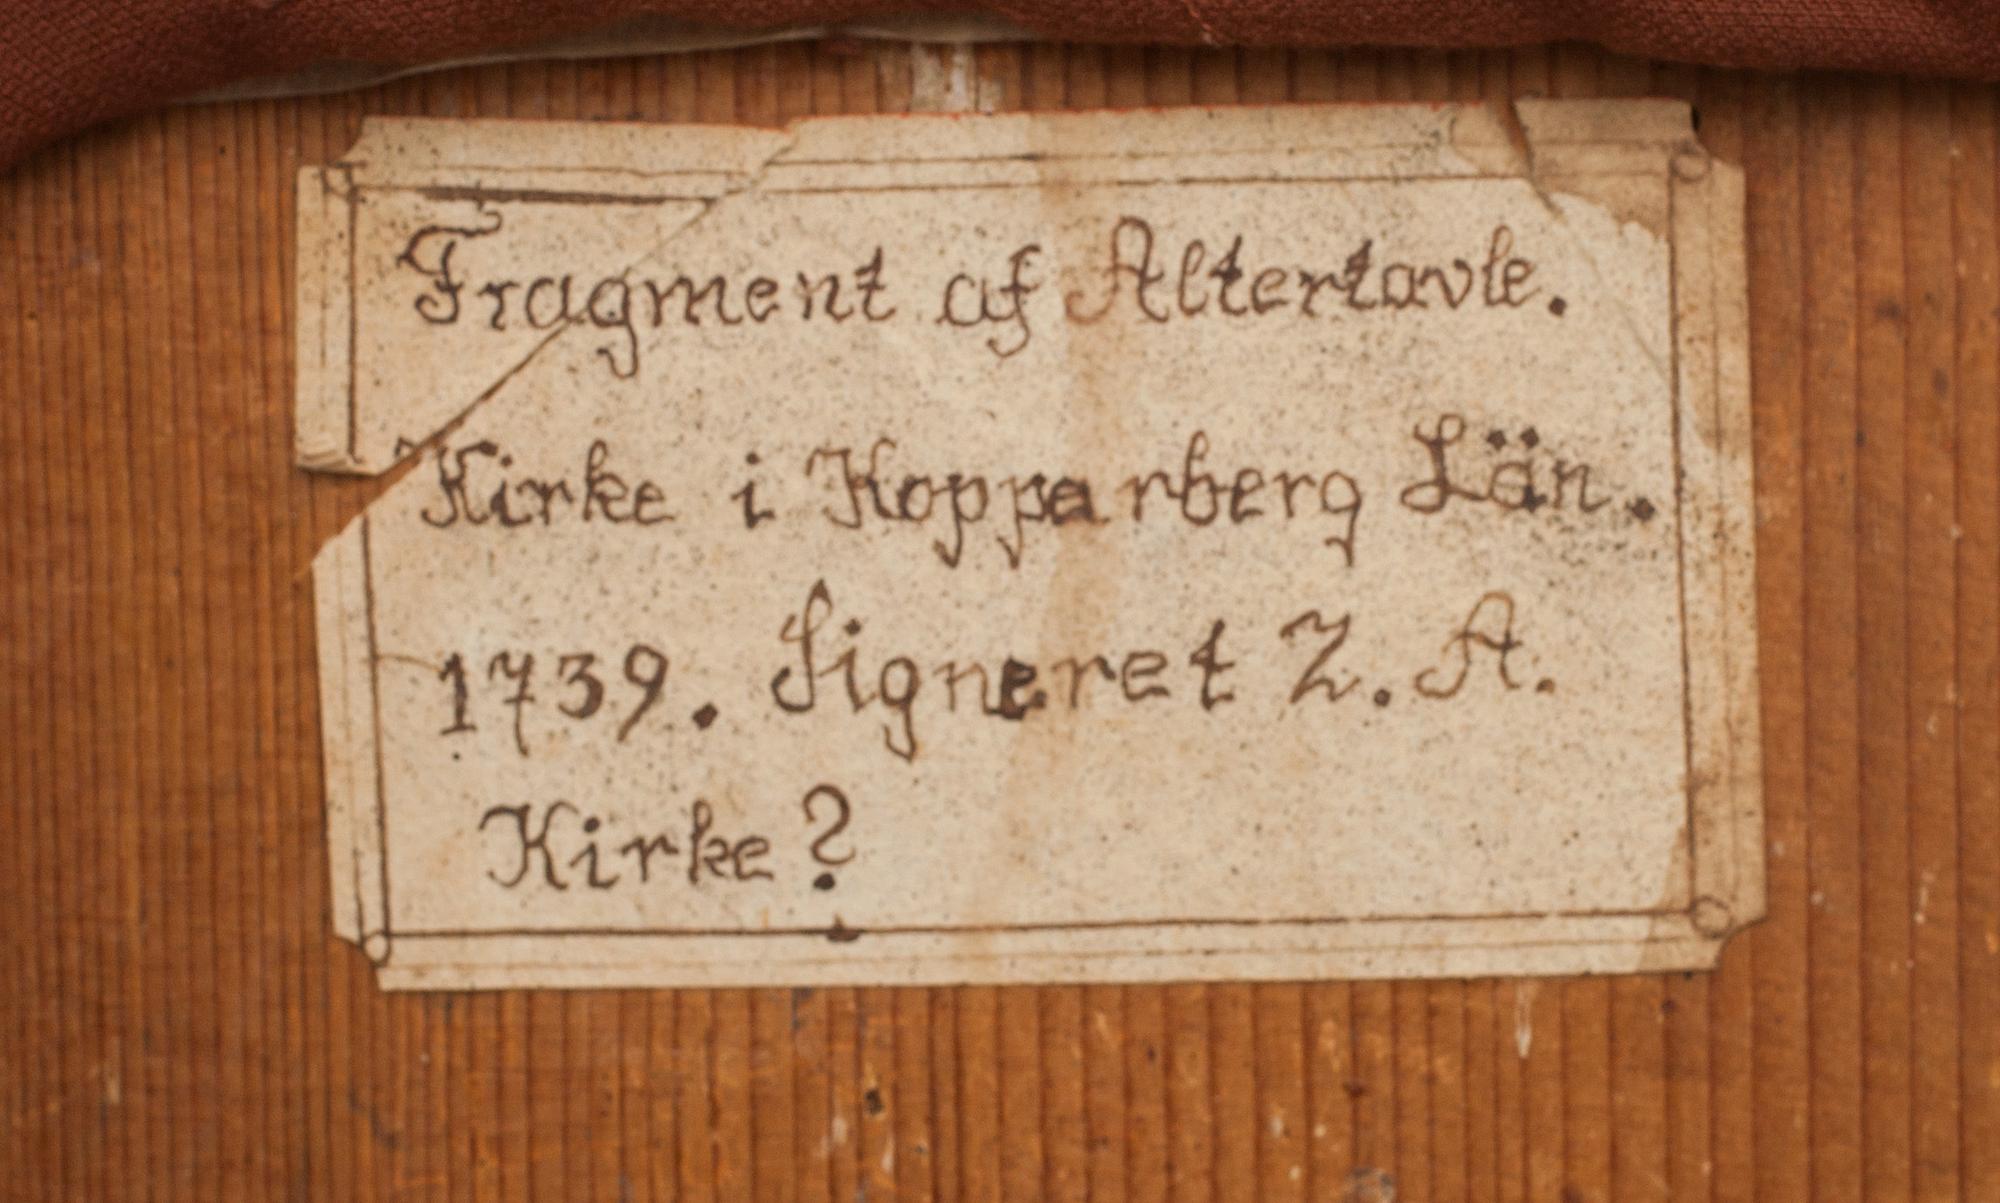 Fragment af Altertavle.
Kirke i Kopparberg Län.
1739. Signeret Z. A.
Kirke?